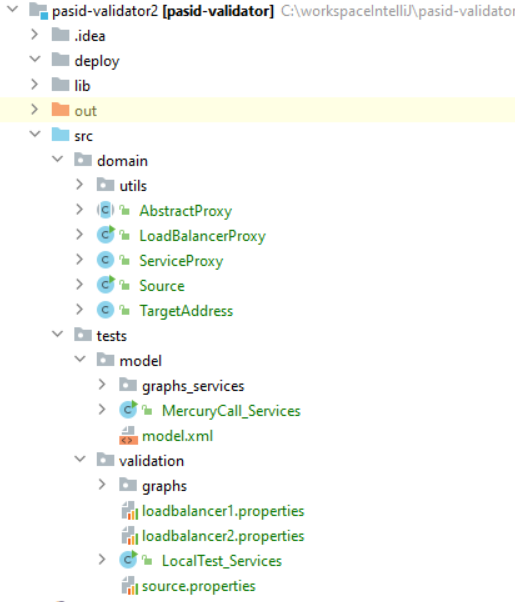 pasid-validator2 [pasid-validator] C:\workspaceIntelliJ\pasid-validator
.idea
deploy
lib
out
src
domain
utils
AbstractProxy
LoadBalancerProxy
ServiceProxy
Source
TargetAddress
tests
model
graphs_services
MercuryCall_Services
model.xml
validation
graphs
loadbalancer1.properties
loadbalancer2.properties
LocalTest_Services
source.properties